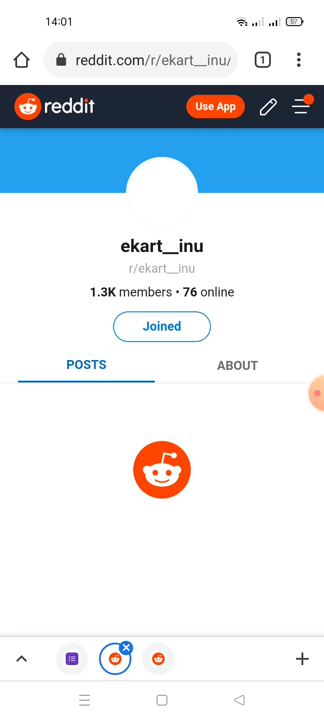 14:01
57
reddit.com/r/ekart__inu/
1
reddit
Use App
ekart__inu
r/ekart__inu
1.3K members • 76 online
Joined
POSTS
ABOUT